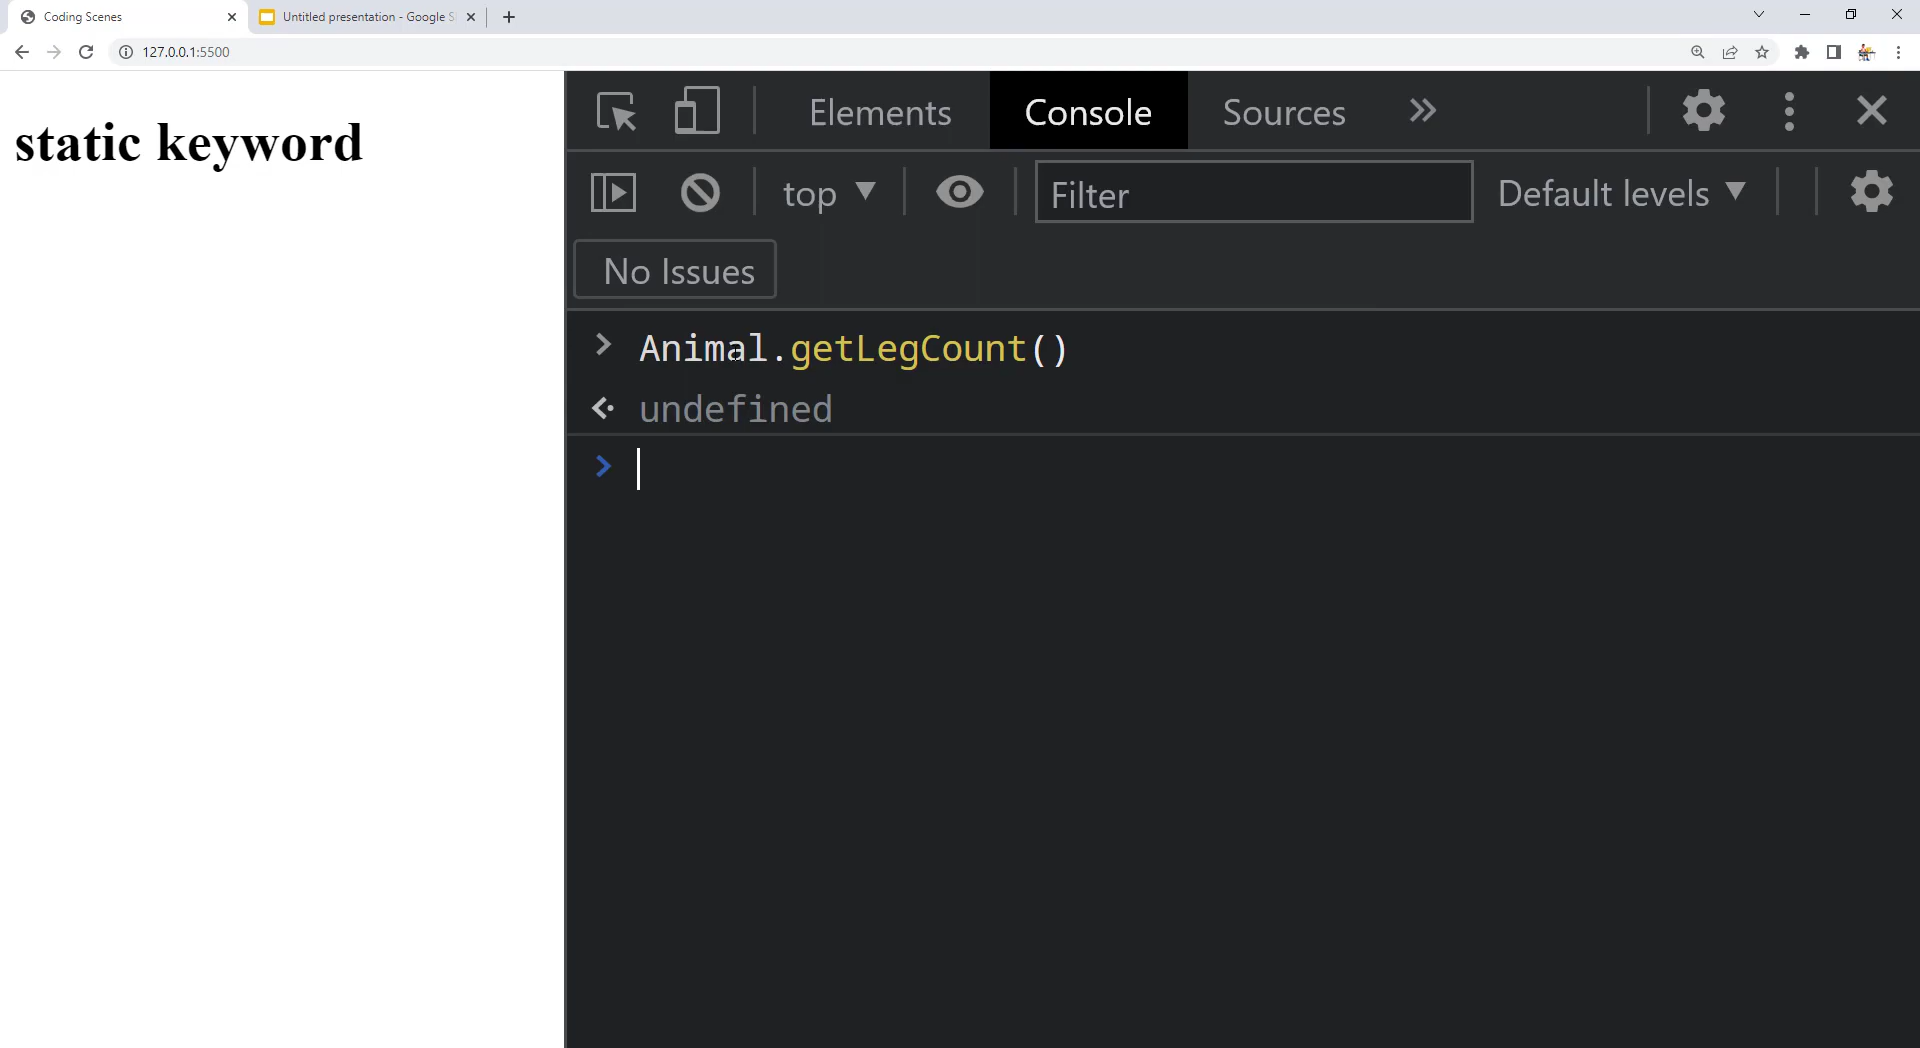 Coding Scenes
Untitled presentation - Google S
127.0.0.1:5500
static keyword
Elements
Console
Sources
top
Filter
Default levels
No Issues
Animal.getLegCount()
undefined